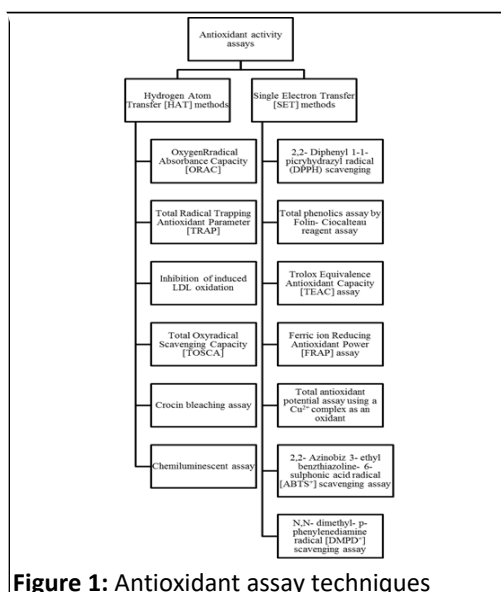 Antioxidant activity
assays
Hydrogen Atom
Transfer [HAT] methods
Single Electron Transfer
[SET] methods
OxygenRradical
Absorbance Capacity
[ORAC]
Total Radical Trapping
Antioxidant Parameter
[TRAP]
Inhibition of induced
LDL oxidation
Total Oxyradical
Scavenging Capacity
[TOSCA]
Crocin bleaching assay
Chemiluminescent assay
2,2- Diphenyl 1-1-
picryhydrazyl radical
(DPPH) scavenging
Total phenolics assay by
Folin- Ciocalteau
reagent assay
Trolox Equivalence
Antioxidant Capacity
[TEAC] assay
Ferric ion Reducing
Antioxidant Power
[FRAP] assay
Total antioxidant
potential assay using a
Cu²⁺ complex as an
oxidant
2,2- Azinobiz 3- ethyl
benzthiazoline- 6-
sulphonic acid radical
[ABTS⁺] scavenging assay
N,N- dimethyl- p-
phenylenediamine
radical [DMPD⁺]
scavenging assay
Figure 1: Antioxidant assay techniques